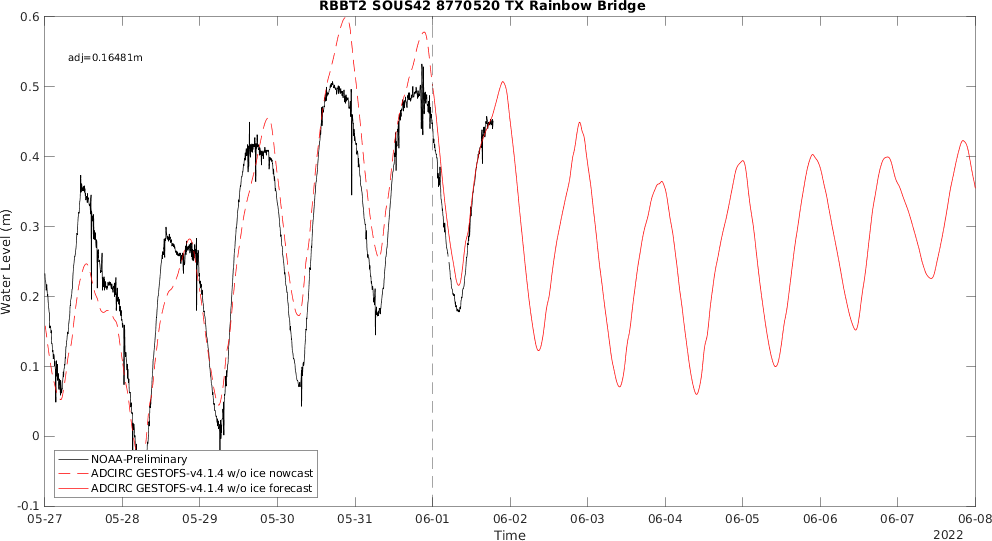 RBBT2 SOUS42 8770520 TX Rainbow Bridge
adj=0.16481m
Water Level (m)
0.6
0.5
0.4
0.3
0.2
0.1
0
-0.1
NOAA-Preliminary
ADCIRC GESTOFS-v4.1.4 w/o ice nowcast
ADCIRC GESTOFS-v4.1.4 w/o ice forecast
05-27 05-28 05-29 05-30 05-31 06-01 06-02 06-03 06-04 06-05 06-06 06-07 06-08
Time
2022